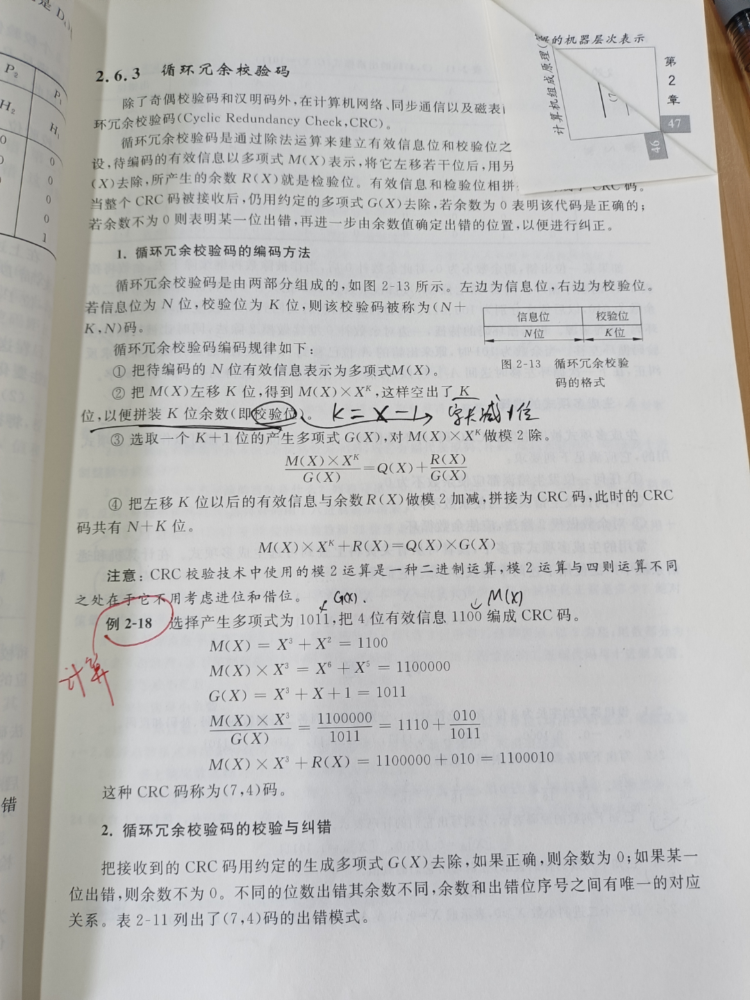 是 D
P₂
P₁
H₂
H₁
0
0
0
0
0
1
错
据的机器层次表示
第
2
章
47
46
计算机组成原理(
2.6.3 循环冗余校验码
除了奇偶校验码和汉明码外,在计算机网络、同步通信以及磁表
环冗余校验码(Cyclic Redundancy Check,CRC)。
循环冗余校验码是通过除法运算来建立有效信息位和校验位之
设,待编码的有效信息以多项式 M(X)表示,将它左移若干位后,用另
(X)去除,所产生的余数 R(X)就是检验位。有效信息和检验位相拼 CRC 码。
当整个 CRC 码被接收后,仍用约定的多项式 G(X)去除,若余数为 0 表明该代码是正确的;
若余数不为 0 则表明某一位出错,再进一步由余数值确定出错的位置,以便进行纠正。
1. 循环冗余校验码的编码方法
循环冗余校验码是由两部分组成的,如图 2-13 所示。左边为信息位,右边为校验位。
若信息位为 N 位,校验位为 K 位,则该校验码被称为(N+
K,N)码。
信息位 校验位
N位 K位
图 2-13 循环冗余校验
码的格式
循环冗余校验码编码规律如下:
① 把待编码的 N 位有效信息表示为多项式M(X)。
② 把 M(X)左移 K 位,得到 M(X)×Xᴷ,这样空出了 K
位,以便拼装 K 位余数(即校验位)。
K=X-1 字长减1位
③ 选取一个 K+1 位的产生多项式 G(X),对 M(X)×Xᴷ做模 2 除。
M(X)×Xᴷ/G(X)=Q(X)+R(X)/G(X)
④ 把左移 K 位以后的有效信息与余数 R(X)做模 2 加减,拼接为 CRC 码,此时的 CRC
码共有 N+K 位。
M(X)×Xᴷ+R(X)=Q(X)×G(X)
注意:CRC 校验技术中使用的模 2 运算是一种二进制运算,模 2 运算与四则运算不同
之处在于它不用考虑进位和借位。
G(X). M(X)
例 2-18 选择产生多项式为 1011,把 4 位有效信息 1100 编成 CRC 码。
计算
M(X) = X³ + X² = 1100
M(X) × X³ = X⁶ + X⁵ = 1100000
G(X) = X³ + X + 1 = 1011
M(X) × X³/G(X) = 1100000/1011 = 1110 + 010/1011
M(X) × X³ + R(X) = 1100000 + 010 = 1100010
这种 CRC 码称为(7,4)码。
2. 循环冗余校验码的校验与纠错
把接收到的 CRC 码用约定的生成多项式 G(X)去除,如果正确,则余数为 0;如果某一
位出错,则余数不为 0。不同的位数出错其余数不同,余数和出错位序号之间有唯一的对应
关系。表 2-11 列出了(7,4)码的出错模式。